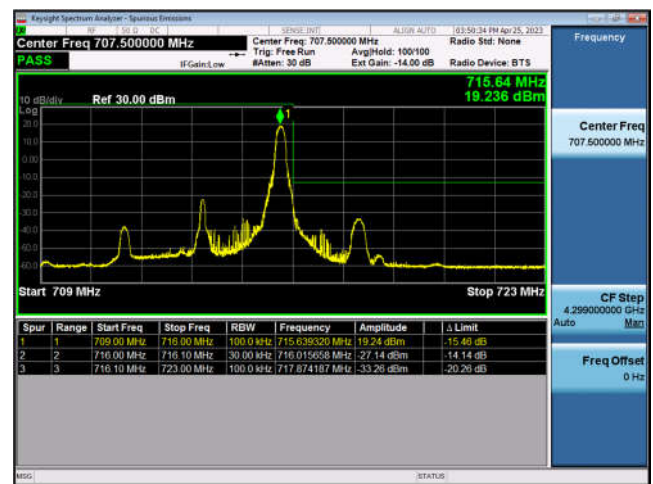 Keysight Spectrum Analyzer - Spurious Emissions
RF 50 Ω DC SENSE:INT ALIGN AUTO 03:50:34 PM Apr 25, 2023
Center Freq 707.500000 MHz
Center Freq: 707.500000 MHz
Radio Std: None
Trig: Free Run
Avg|Hold: 100/100
PASS
IFGain:Low
#Atten: 30 dB
Ext Gain: -14.00 dB
Radio Device: BTS
715.64 MHz
19.236 dBm
10 dB/div
Ref 30.00 dBm
Log
20.0
10.0
0.00
1
Start 709 MHz
Stop 723 MHz
Spur Range Start Freq Stop Freq RBW Frequency Amplitude Δ Limit
1 1 709.00 MHz 716.00 MHz 100.0 kHz 715.639320 MHz 19.24 dBm -15.46 dB
2 2 716.00 MHz 716.10 MHz 30.00 kHz 716.015658 MHz -27.14 dBm -14.14 dB
3 3 716.10 MHz 723.00 MHz 100.0 kHz 717.874187 MHz -33.26 dBm -20.26 dB
MSG
STATUS
Frequency
Center Freq
707.500000 MHz
CF Step
4.299000000 GHz
Auto Man
Freq Offset
0 Hz